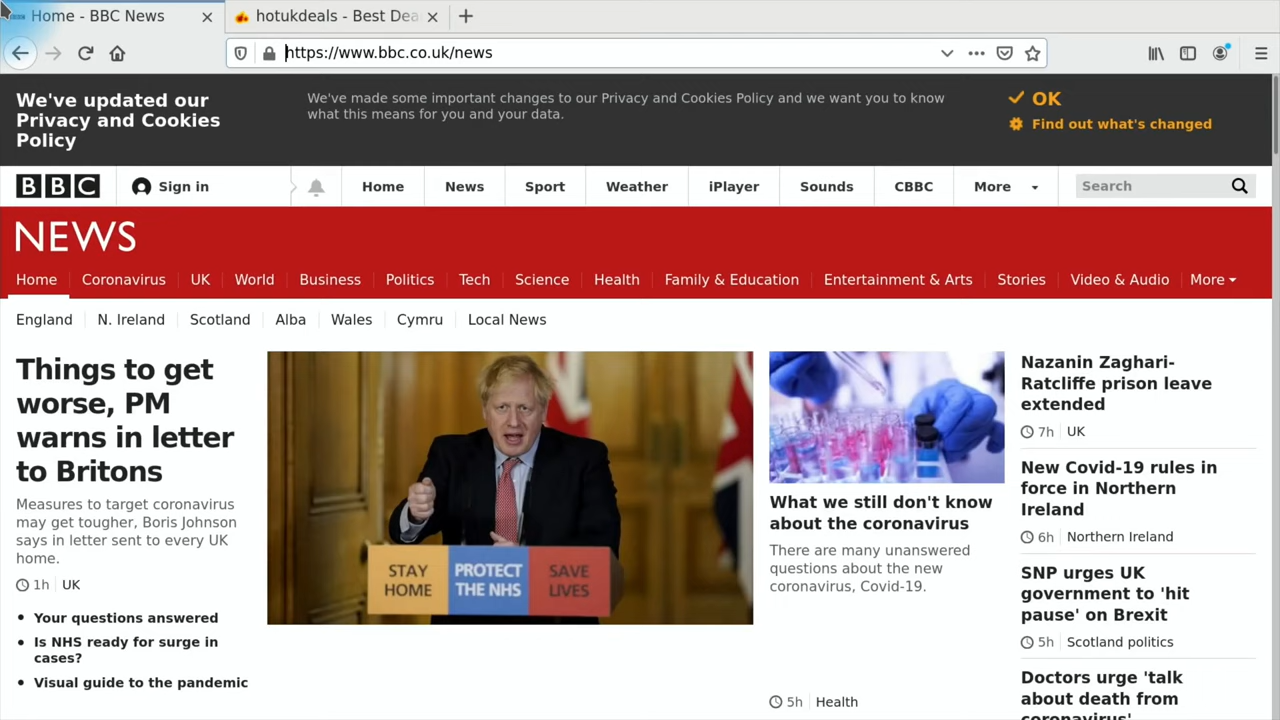 Home - BBC News
hotukdeals - Best Dea
https://www.bbc.co.uk/news
We've updated our
Privacy and Cookies
Policy
We've made some important changes to our Privacy and Cookies Policy and we want you to know
what this means for you and your data.
OK
Find out what's changed
BBC
Sign in
Home
News
Sport
Weather
iPlayer
Sounds
CBBC
More
Search
NEWS
Home
Coronavirus
UK
World
Business
Politics
Tech
Science
Health
Family & Education
Entertainment & Arts
Stories
Video & Audio
More
England
N. Ireland
Scotland
Alba
Wales
Cymru
Local News
Things to get
worse, PM
warns in letter
to Britons
Measures to target coronavirus
may get tougher, Boris Johnson
says in letter sent to every UK
home.
1h UK
Your questions answered
Is NHS ready for surge in
cases?
Visual guide to the pandemic
STAY
HOME
PROTECT
THE NHS
SAVE
LIVES
What we still don't know
about the coronavirus
There are many unanswered
questions about the new
coronavirus, Covid-19.
5h Health
Nazanin Zaghari-
Ratcliffe prison leave
extended
7h UK
New Covid-19 rules in
force in Northern
Ireland
6h Northern Ireland
SNP urges UK
government to 'hit
pause' on Brexit
5h Scotland politics
Doctors urge 'talk
about death from
coronavirus'